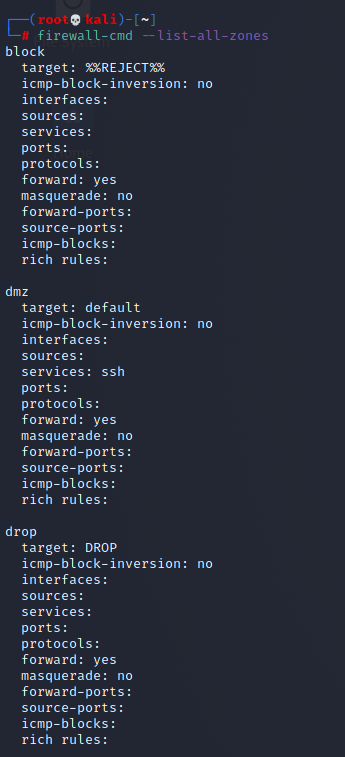 ┌──(root💀kali)-[~]
└─# firewall-cmd --list-all-zones
block
  target: %%REJECT%%
  icmp-block-inversion: no
  interfaces:
  sources:
  services:
  ports:
  protocols:
  forward: yes
  masquerade: no
  forward-ports:
  source-ports:
  icmp-blocks:
  rich rules:

dmz
  target: default
  icmp-block-inversion: no
  interfaces:
  sources:
  services: ssh
  ports:
  protocols:
  forward: yes
  masquerade: no
  forward-ports:
  source-ports:
  icmp-blocks:
  rich rules:

drop
  target: DROP
  icmp-block-inversion: no
  interfaces:
  sources:
  services:
  ports:
  protocols:
  forward: yes
  masquerade: no
  forward-ports:
  source-ports:
  icmp-blocks:
  rich rules: